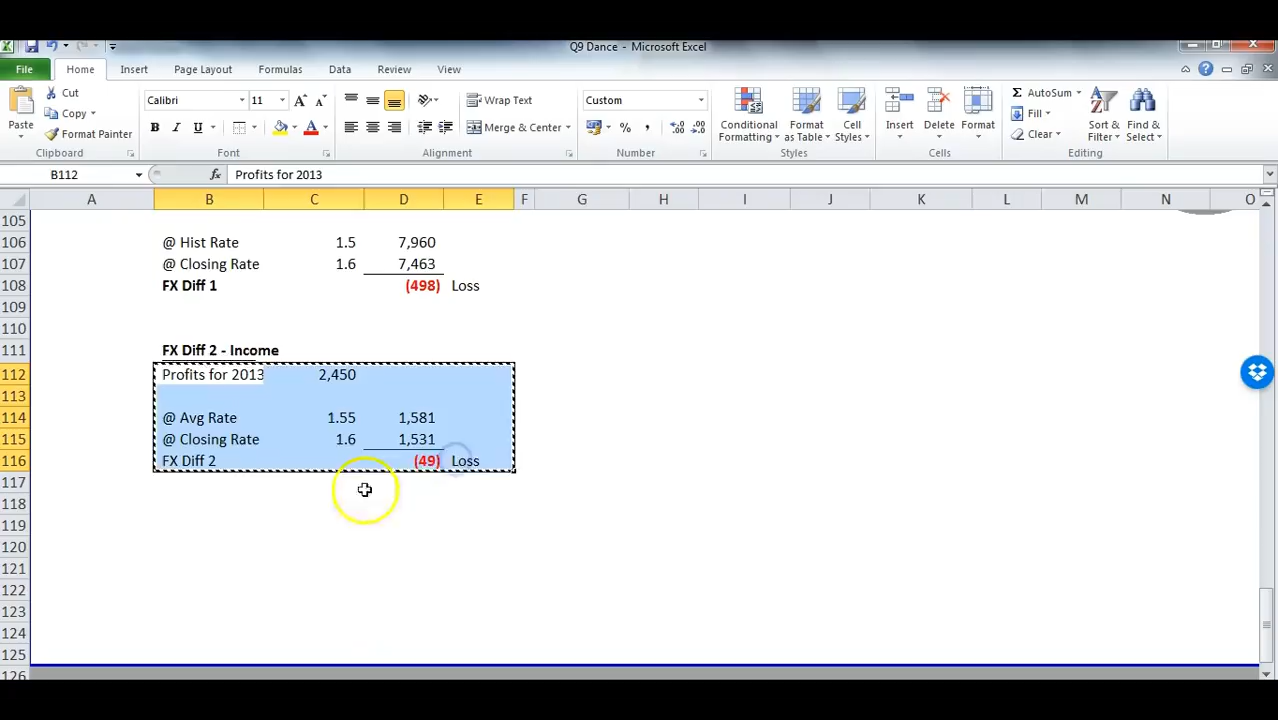 Q9 Dance - Microsoft Excel
File Home Insert Page Layout Formulas Data Review View
Paste
Cut
Copy
Format Painter
Calibri 11 A A
B I U A
Wrap Text
Merge & Center
Custom
%
Conditional Formatting
Format as Table
Cell Styles
Insert
Delete
Format
Σ AutoSum
Fill
Clear
Sort & Filter
Find & Select
Clipboard Font Alignment Number Styles Cells Editing
B112 fx Profits for 2013
A B C D E F G H I J K L M N O
105
106 @ Hist Rate 1.5 7,960
107 @ Closing Rate 1.6 7,463
108 FX Diff 1 (498) Loss
109
110
111 FX Diff 2 - Income
112 Profits for 2013 2,450
113
114 @ Avg Rate 1.55 1,581
115 @ Closing Rate 1.6 1,531
116 FX Diff 2 (49) Loss
117
118
119
120
121
122
123
124
125
126